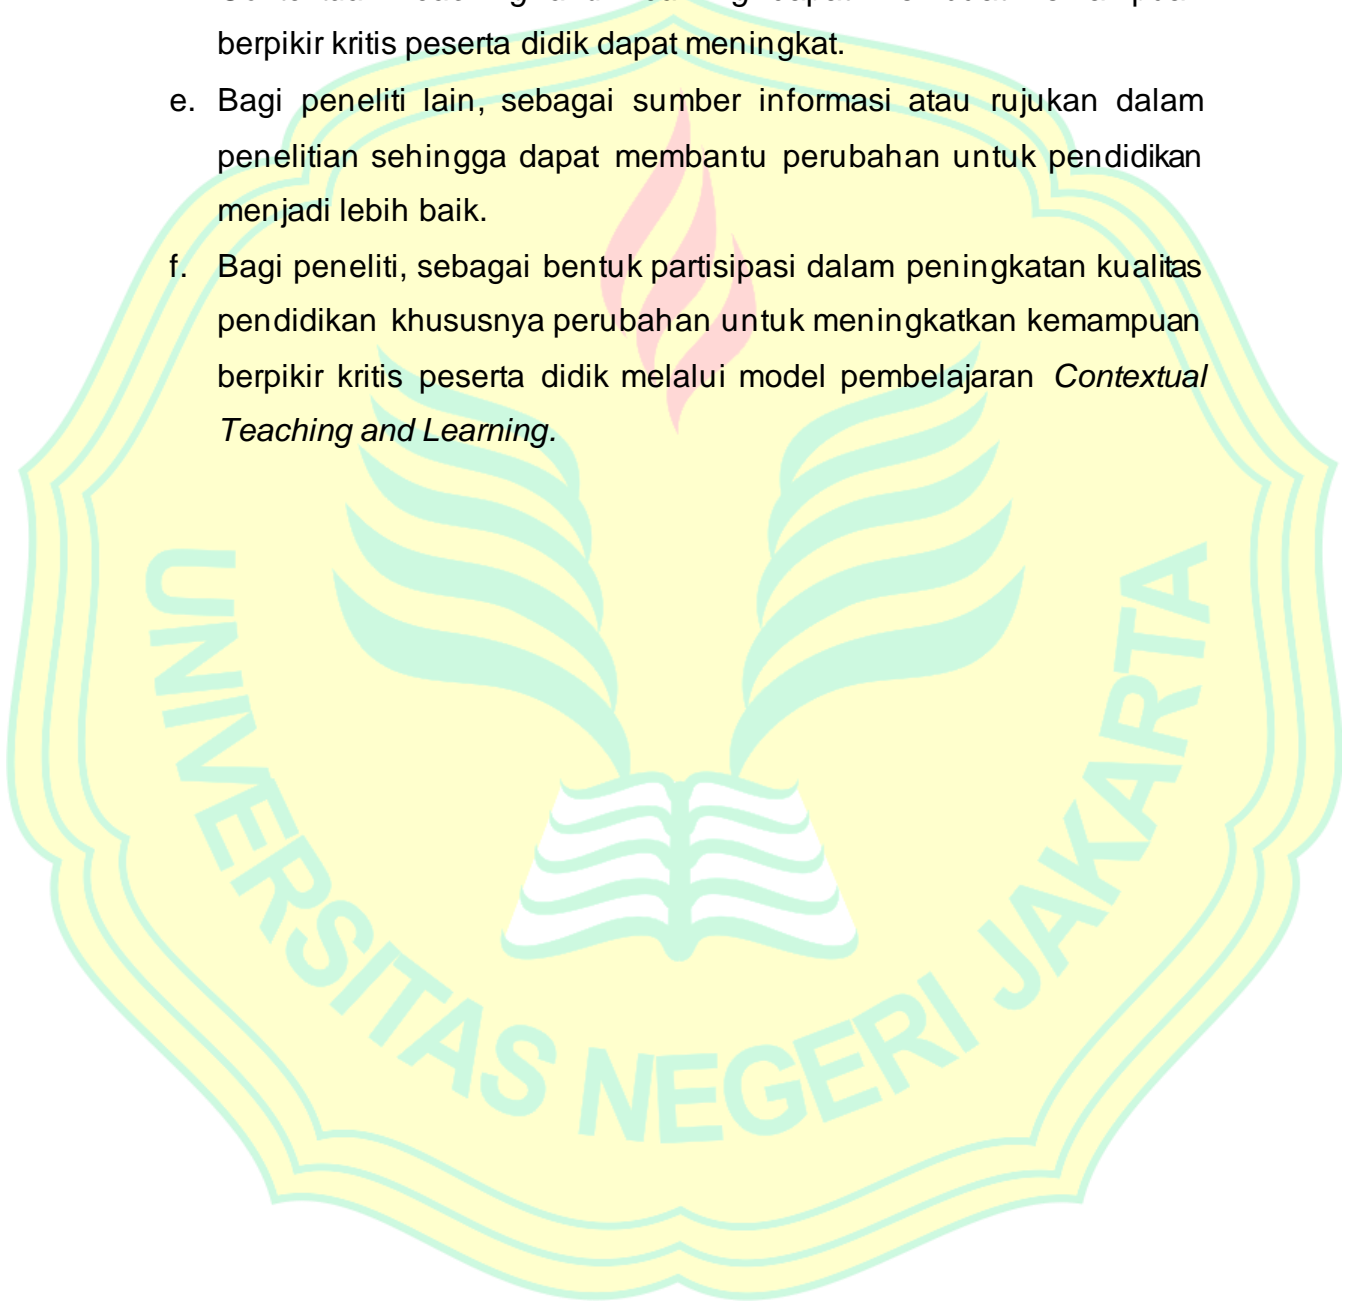 berpikir kritis peserta didik dapat meningkat.
e. Bagi peneliti lain, sebagai sumber informasi atau rujukan dalam
penelitian sehingga dapat membantu perubahan untuk pendidikan
menjadi lebih baik.
f. Bagi peneliti, sebagai bentuk partisipasi dalam peningkatan kualitas
pendidikan khususnya perubahan untuk meningkatkan kemampuan
berpikir kritis peserta didik melalui model pembelajaran Contextual
Teaching and Learning.
UNIVERSITAS NEGERI JAKARTA